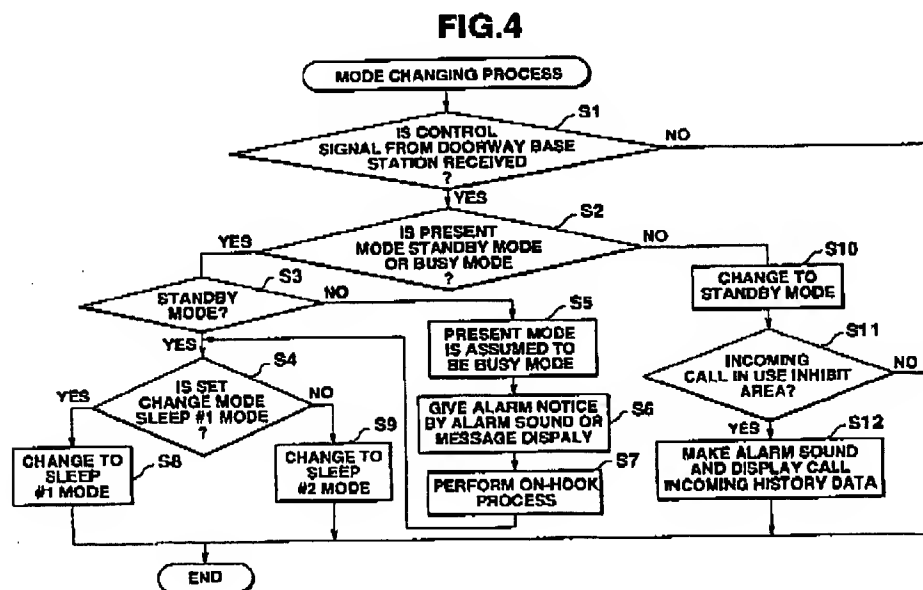 FIG.4
MODE CHANGING PROCESS
S1
IS CONTROL
SIGNAL FROM DOORWAY BASE
STATION RECEIVED
?
NO
YES
S2
IS PRESENT
MODE STANDBY MODE
OR BUSY MODE
?
YES
NO
S3
STANDBY
MODE?
NO
YES
S10
CHANGE TO
STANDBY MODE
S5
PRESENT MODE
IS ASSUMED TO
BE BUSY MODE
S11
INCOMING
CALL IN USE INHIBIT
AREA?
NO
YES
S4
IS SET
CHANGE MODE
SLEEP #1 MODE
?
YES
NO
S6
GIVE ALARM NOTICE
BY ALARM SOUND OR
MESSAGE DISPALY
S12
MAKE ALARM SOUND
AND DISPLAY CALL
INCOMING HISTORY DATA
S8
CHANGE TO
SLEEP
#1 MODE
S9
CHANGE TO
SLEEP
#2 MODE
S7
PERFORM ON-HOOK
PROCESS
END